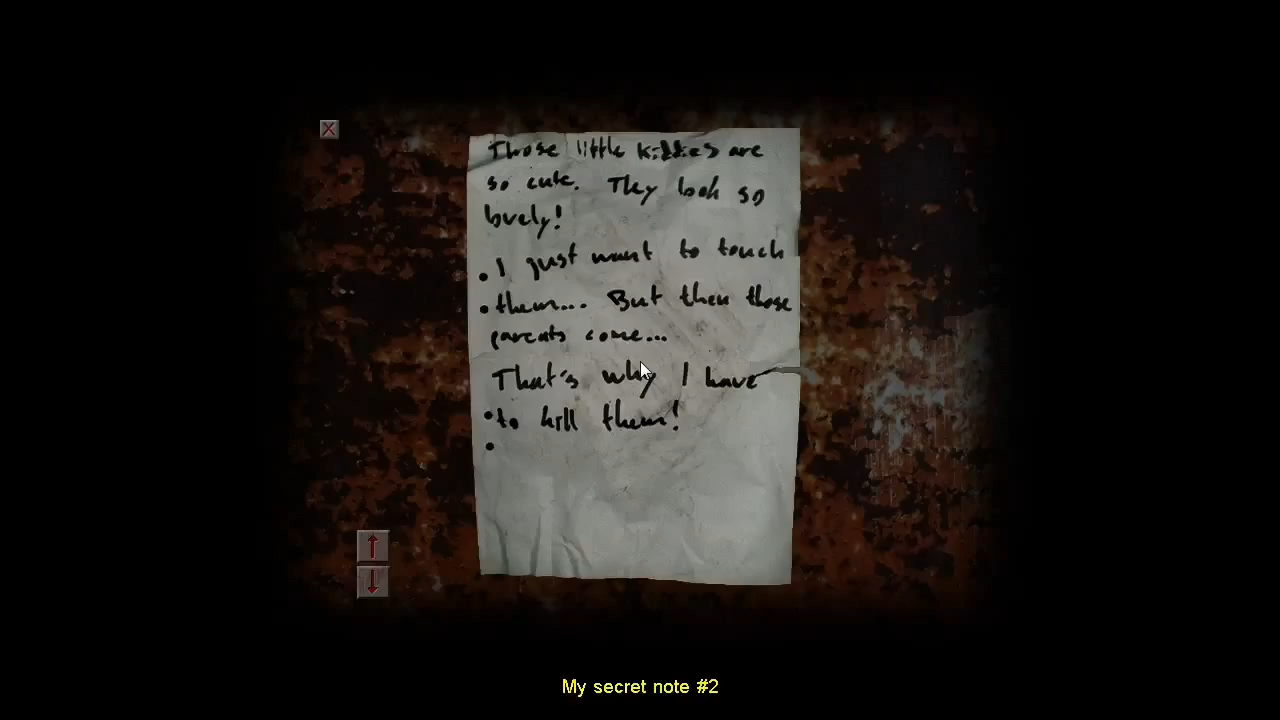 Those little kiddies are
so cute. They look so
lovely!
I just want to touch
them... But then those
parents come...
That's why I have
to kill them!
My secret note #2